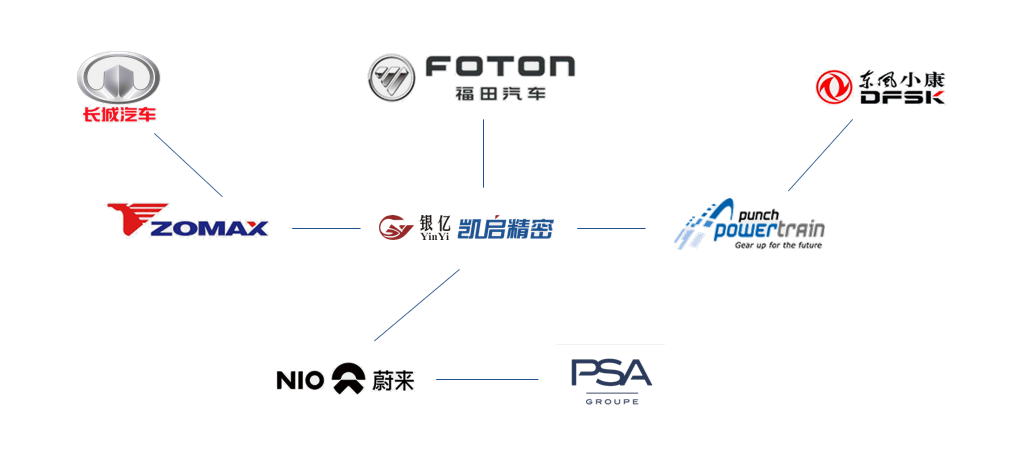 长城汽车
FOTON
福田汽车
东风小康
DFSK
ZOMAX
银亿
YinYi
凯启精密
punch
powertrain
Gear up for the future
NIO 蔚来
PSA
GROUPE